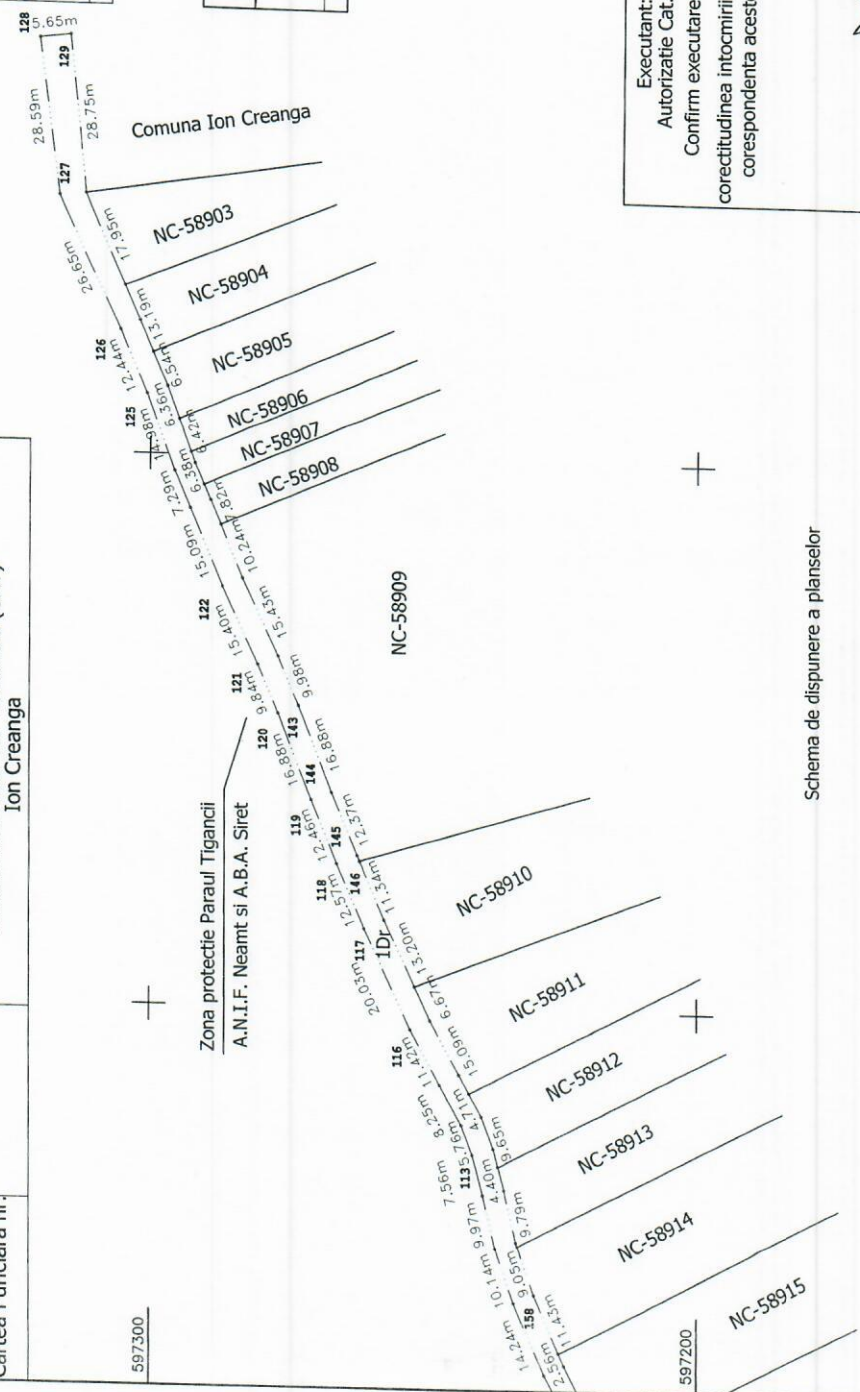 Cartea Funciara nr.
Ion Creanga
Executant:
Autorizatie Cat.
Confirm executare
corectitudinea intocmirii
corespondenta acest
128
5.65m
129
28.59m
28.75m
127
Comuna Ion Creanga
26.65m
17.95m
NC-58903
126
13.19m
NC-58904
12.44m
6.54m
NC-58905
125
14.98m
6.36m
6.42m
NC-58906
7.29m
6.38m
NC-58907
7.82m
NC-58908
15.09m
10.24m
122
15.40m
15.43m
NC-58909
121
9.84m
9.98m
120
143
16.88m
16.88m
144
119
12.46m
145
12.37m
118
12.57m
146
11.34m
117
1Dr
NC-58910
20.03m
13.20m
6.67m
116
11.42m
15.09m
NC-58911
8.25m
4.71m
5.76m
NC-58912
7.56m
113
9.65m
4.40m
NC-58913
9.97m
9.79m
10.14m
9.05m
NC-58914
158
14.24m
11.43m
2.56m
NC-58915
Zona protectie Paraul Tigancii
A.N.I.F. Neamt si A.B.A. Siret
597300
597200
Schema de dispunere a planselor